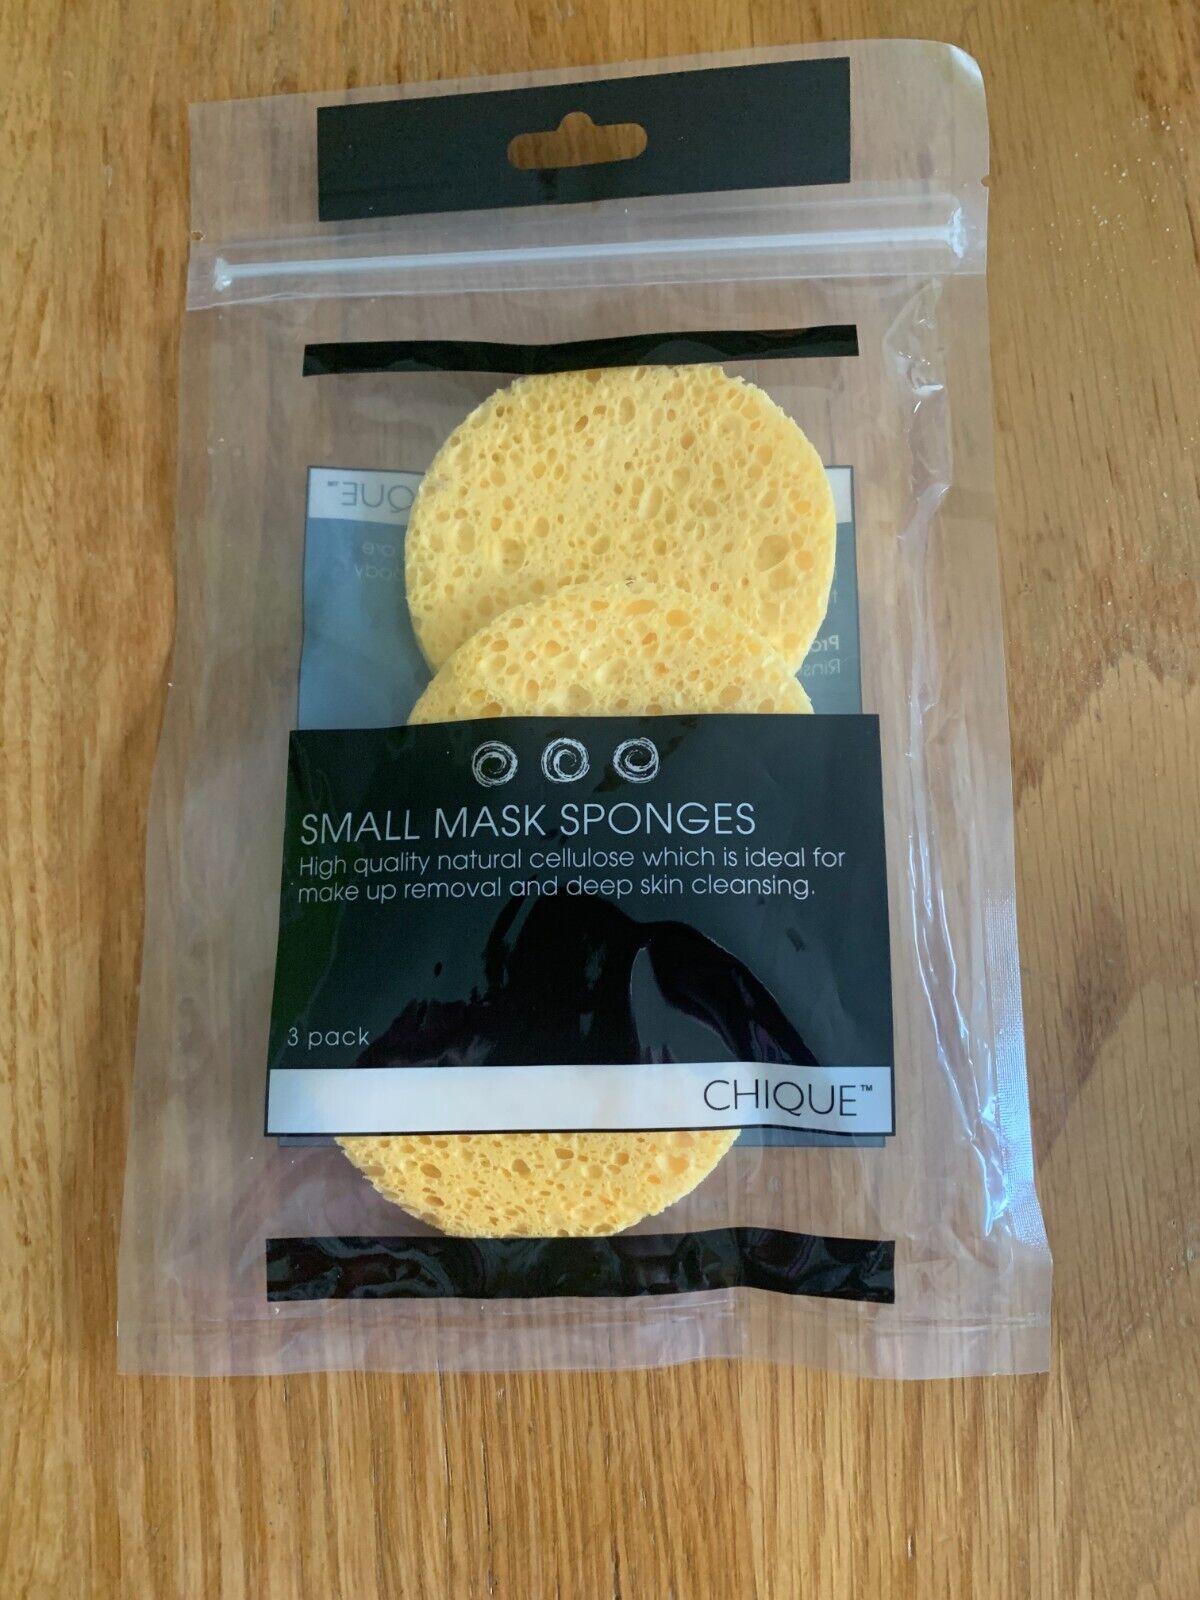 SMALL MASK SPONGES
High quality natural cellulose which is ideal for
make up removal and deep skin cleansing.
3 pack
CHIQUE™